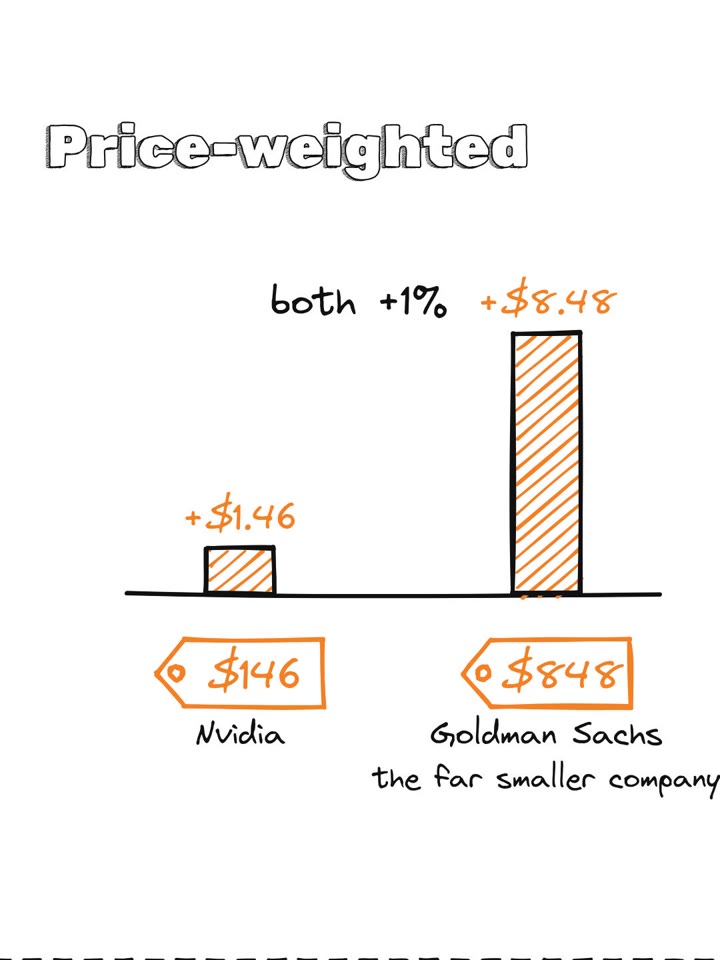 Price-weighted
both +1% +$8.48
+$1.46
$146 $848
Nvidia Goldman Sachs
the far smaller company